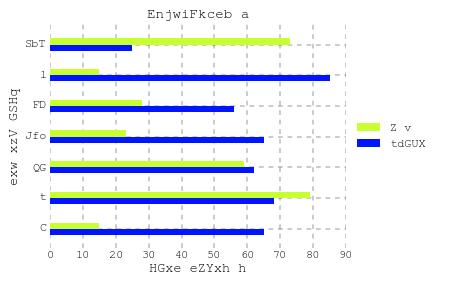 EnjwiFkceb a
SbT
l
FD
Jfo
QG
t
C
exw xzV GSHq
0 10 20 30 40 50 60 70 80 90
HGxe eZYxh h
Z v
tdGUX